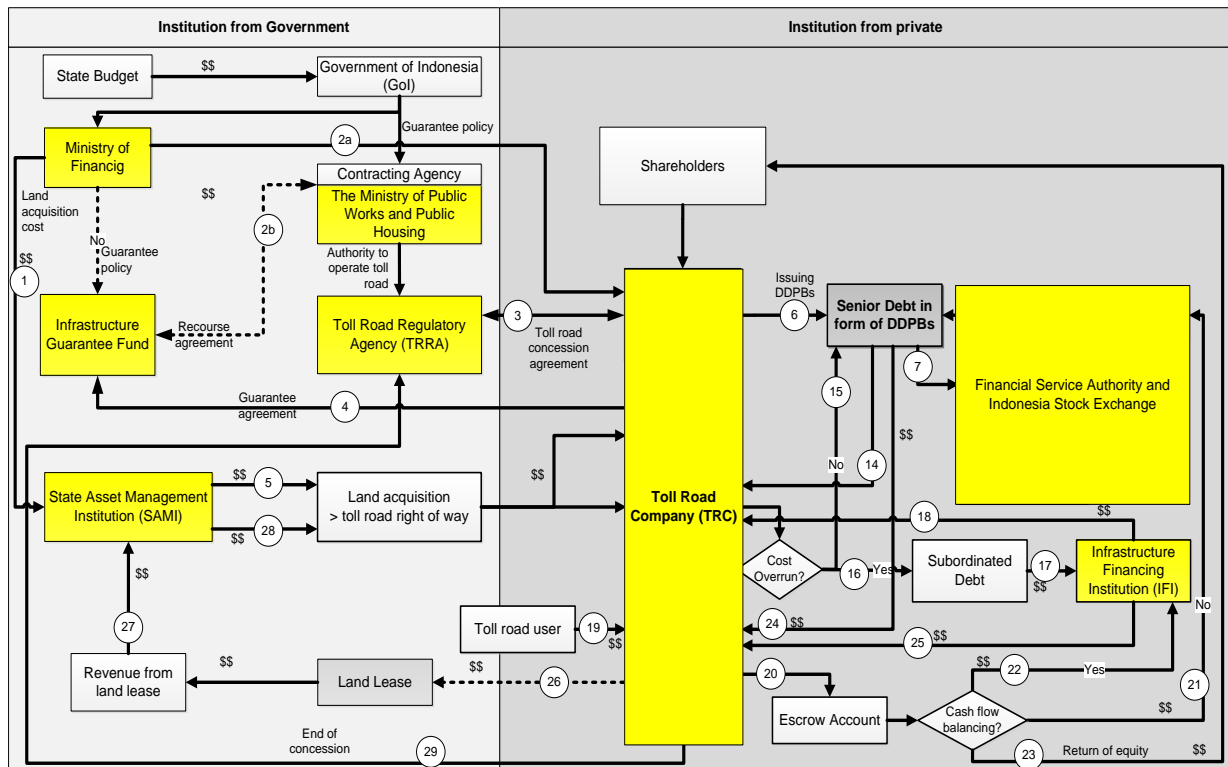 Institution from Government
Institution from private
State Budget
$$
Government of Indonesia
(GoI)
Guarantee policy
Ministry of
Financig
2a
Shareholders
Contracting Agency
The Ministry of Public
Works and Public
Housing
Land
acquisition
cost
$$
$$
1
No
Guarantee
policy
2b
Authority to
operate toll
road
Infrastructure
Guarantee Fund
Recourse
agreement
Toll Road Regulatory
Agency (TRRA)
3
Toll road
concession
agreement
Issuing
DDPBs
6
Senior Debt in
form of DDPBs
7
Financial Service Authority and
Indonesia Stock Exchange
15
$$
Guarantee
agreement
4
No
14
State Asset Management
Institution (SAMI)
$$
5
28
$$
Land acquisition
> toll road right of way
$$
Toll Road
Company (TRC)
18
$$
Cost
Overrun?
16
Yes
Subordinated
Debt
17
$$
Infrastructure
Financing
Institution (IFI)
No
$$
27
Toll road user
19
$$
24
$$
25
$$
Revenue from
land lease
$$
Land Lease
$$
26
20
Escrow Account
Cash flow
balancing?
$$
22
Yes
21
$$
End of
concession
29
23
Return of equity
$$